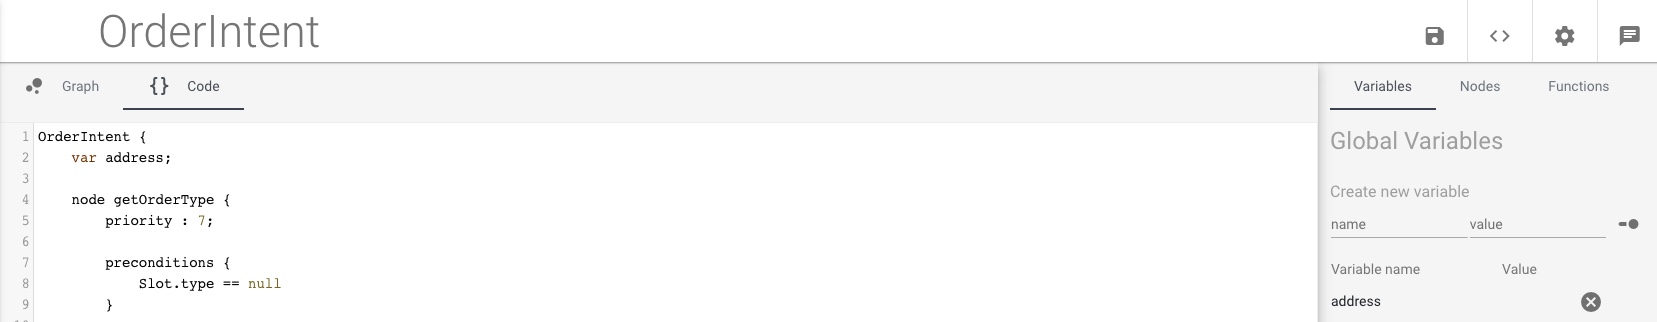 OrderIntent
Graph
{} Code
Variables Nodes Functions
1 OrderIntent {
2 var address;
3
4 node getOrderType {
5 priority : 7;
6
7 preconditions {
8 Slot.type == null
9 }
Global Variables
Create new variable
name value
Variable name Value
address